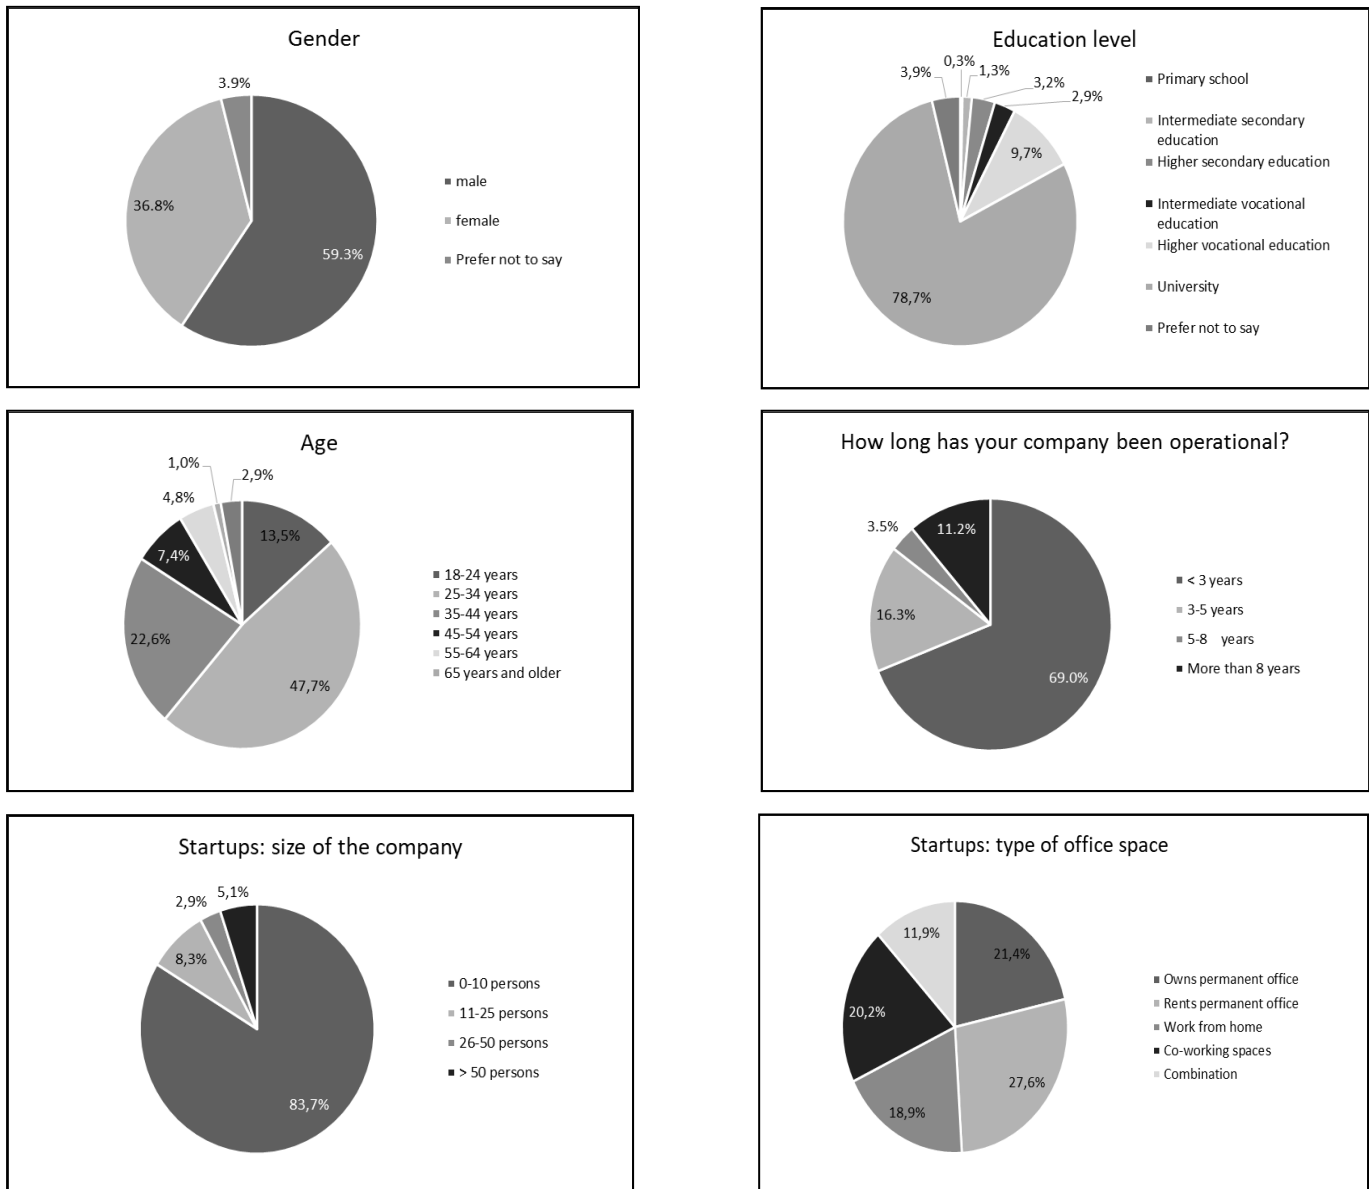 Gender
3.9%
36.8%
59.3%
male
female
Prefer not to say
Education level
3,9%
0,3%
1,3%
3,2%
2,9%
9,7%
78,7%
Primary school
Intermediate secondary
education
Higher secondary education
Intermediate vocational
education
Higher vocational education
University
Prefer not to say
Age
1,0%
2,9%
4,8%
13,5%
7,4%
22,6%
47,7%
18-24 years
25-34 years
35-44 years
45-54 years
55-64 years
65 years and older
How long has your company been operational?
3.5%
11.2%
16.3%
69.0%
< 3 years
3-5 years
5-8 years
More than 8 years
Startups: size of the company
2,9%
5,1%
8,3%
83,7%
0-10 persons
11-25 persons
26-50 persons
> 50 persons
Startups: type of office space
11,9%
21,4%
20,2%
27,6%
18,9%
Owns permanent office
Rents permanent office
Work from home
Co-working spaces
Combination